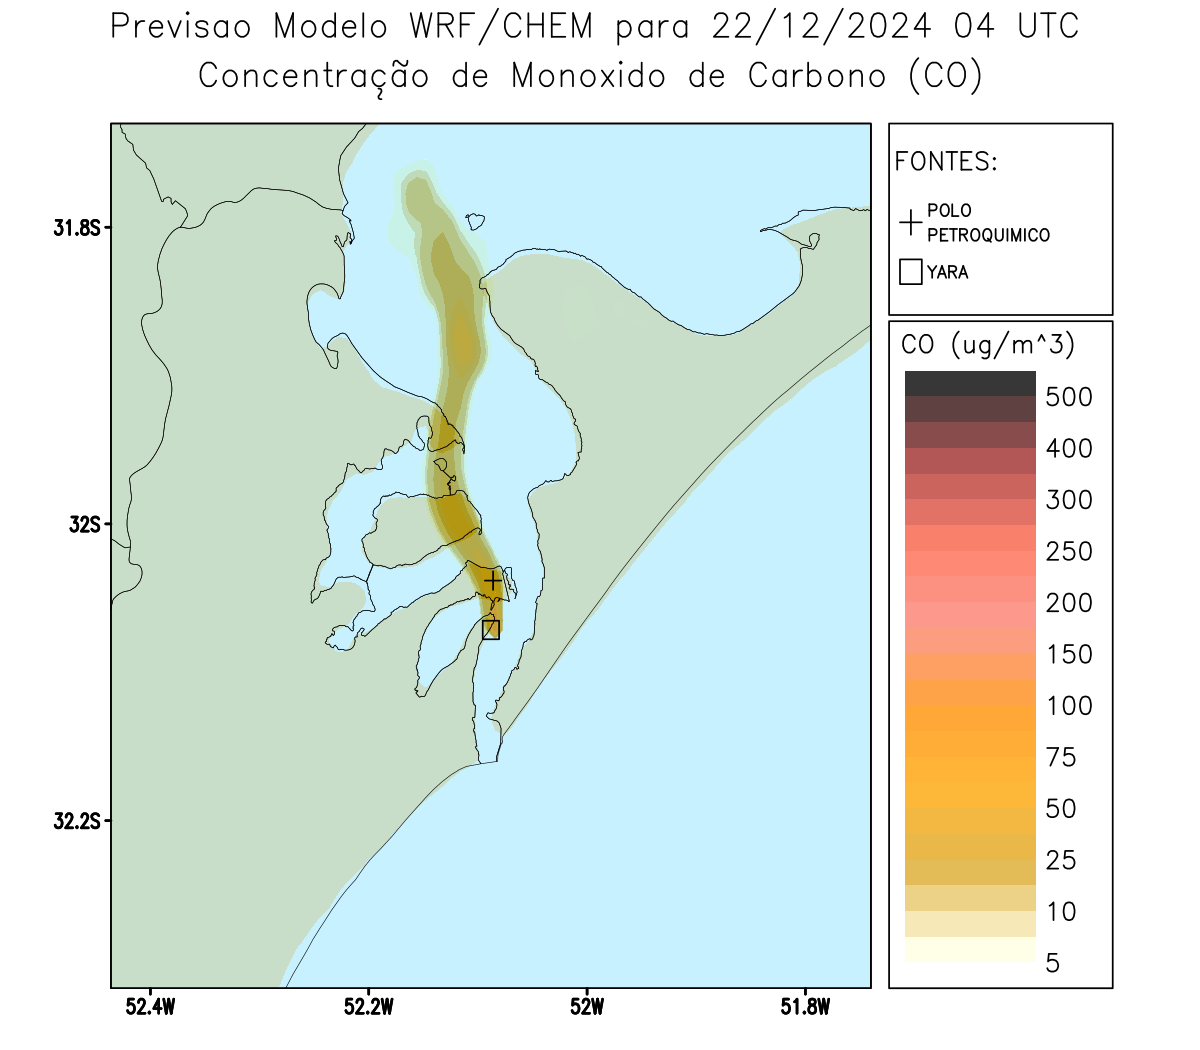 Previsao Modelo WRF/CHEM para 22/12/2024 04 UTC
Concentração de Monoxido de Carbono (CO)
FONTES:
POLO
PETROQUIMICO
YARA
CO (ug/m^3)
500
400
300
250
200
150
100
75
50
25
10
5
31.8S
32S
32.2S
52.4W
52.2W
52W
51.8W